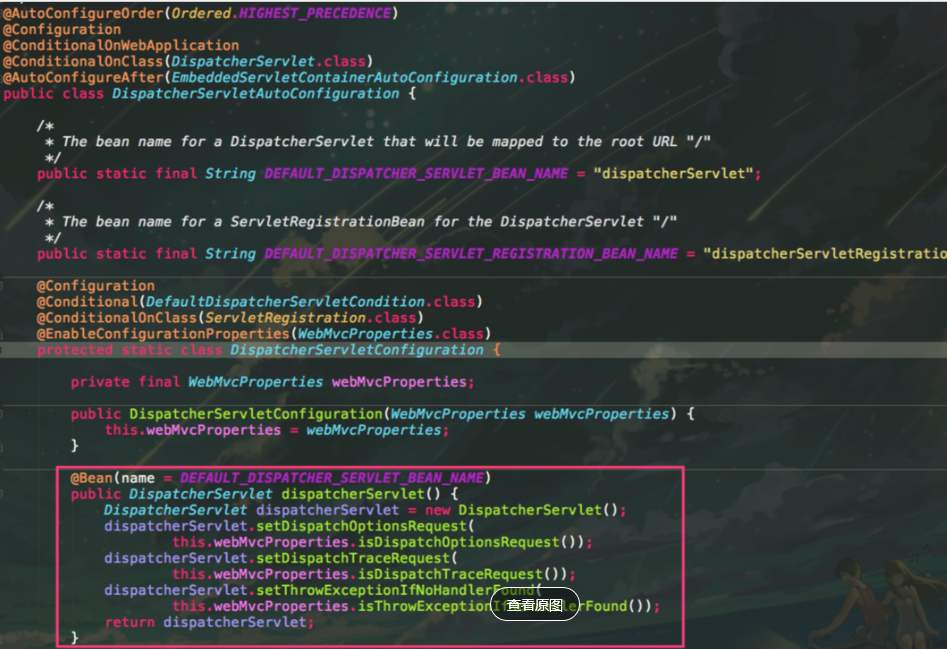 @AutoConfigureOrder(Ordered.HIGHEST_PRECEDENCE)
@Configuration
@ConditionalOnWebApplication
@ConditionalOnClass(DispatcherServlet.class)
@AutoConfigureAfter(EmbeddedServletContainerAutoConfiguration.class)
public class DispatcherServletAutoConfiguration {
/*
* The bean name for a DispatcherServlet that will be mapped to the root URL "/"
*/
public static final String DEFAULT_DISPATCHER_SERVLET_BEAN_NAME = "dispatcherServlet";
/*
* The bean name for a ServletRegistrationBean for the DispatcherServlet "/"
*/
public static final String DEFAULT_DISPATCHER_SERVLET_REGISTRATION_BEAN_NAME = "dispatcherServletRegistratio
@Configuration
@Conditional(DefaultDispatcherServletCondition.class)
@ConditionalOnClass(ServletRegistration.class)
@EnableConfigurationProperties(WebMvcProperties.class)
protected static class DispatcherServletConfiguration {
private final WebMvcProperties webMvcProperties;
public DispatcherServletConfiguration(WebMvcProperties webMvcProperties) {
this.webMvcProperties = webMvcProperties;
}
@Bean(name = DEFAULT_DISPATCHER_SERVLET_BEAN_NAME)
public DispatcherServlet dispatcherServlet() {
DispatcherServlet dispatcherServlet = new DispatcherServlet();
dispatcherServlet.setDispatchOptionsRequest(
this.webMvcProperties.isDispatchOptionsRequest());
dispatcherServlet.setDispatchTraceRequest(
this.webMvcProperties.isDispatchTraceRequest());
dispatcherServlet.setThrowExceptionIfNoHandlerFound(
this.webMvcProperties.isThrowExceptionI lerFound());
查看原图
return dispatcherServlet;
}